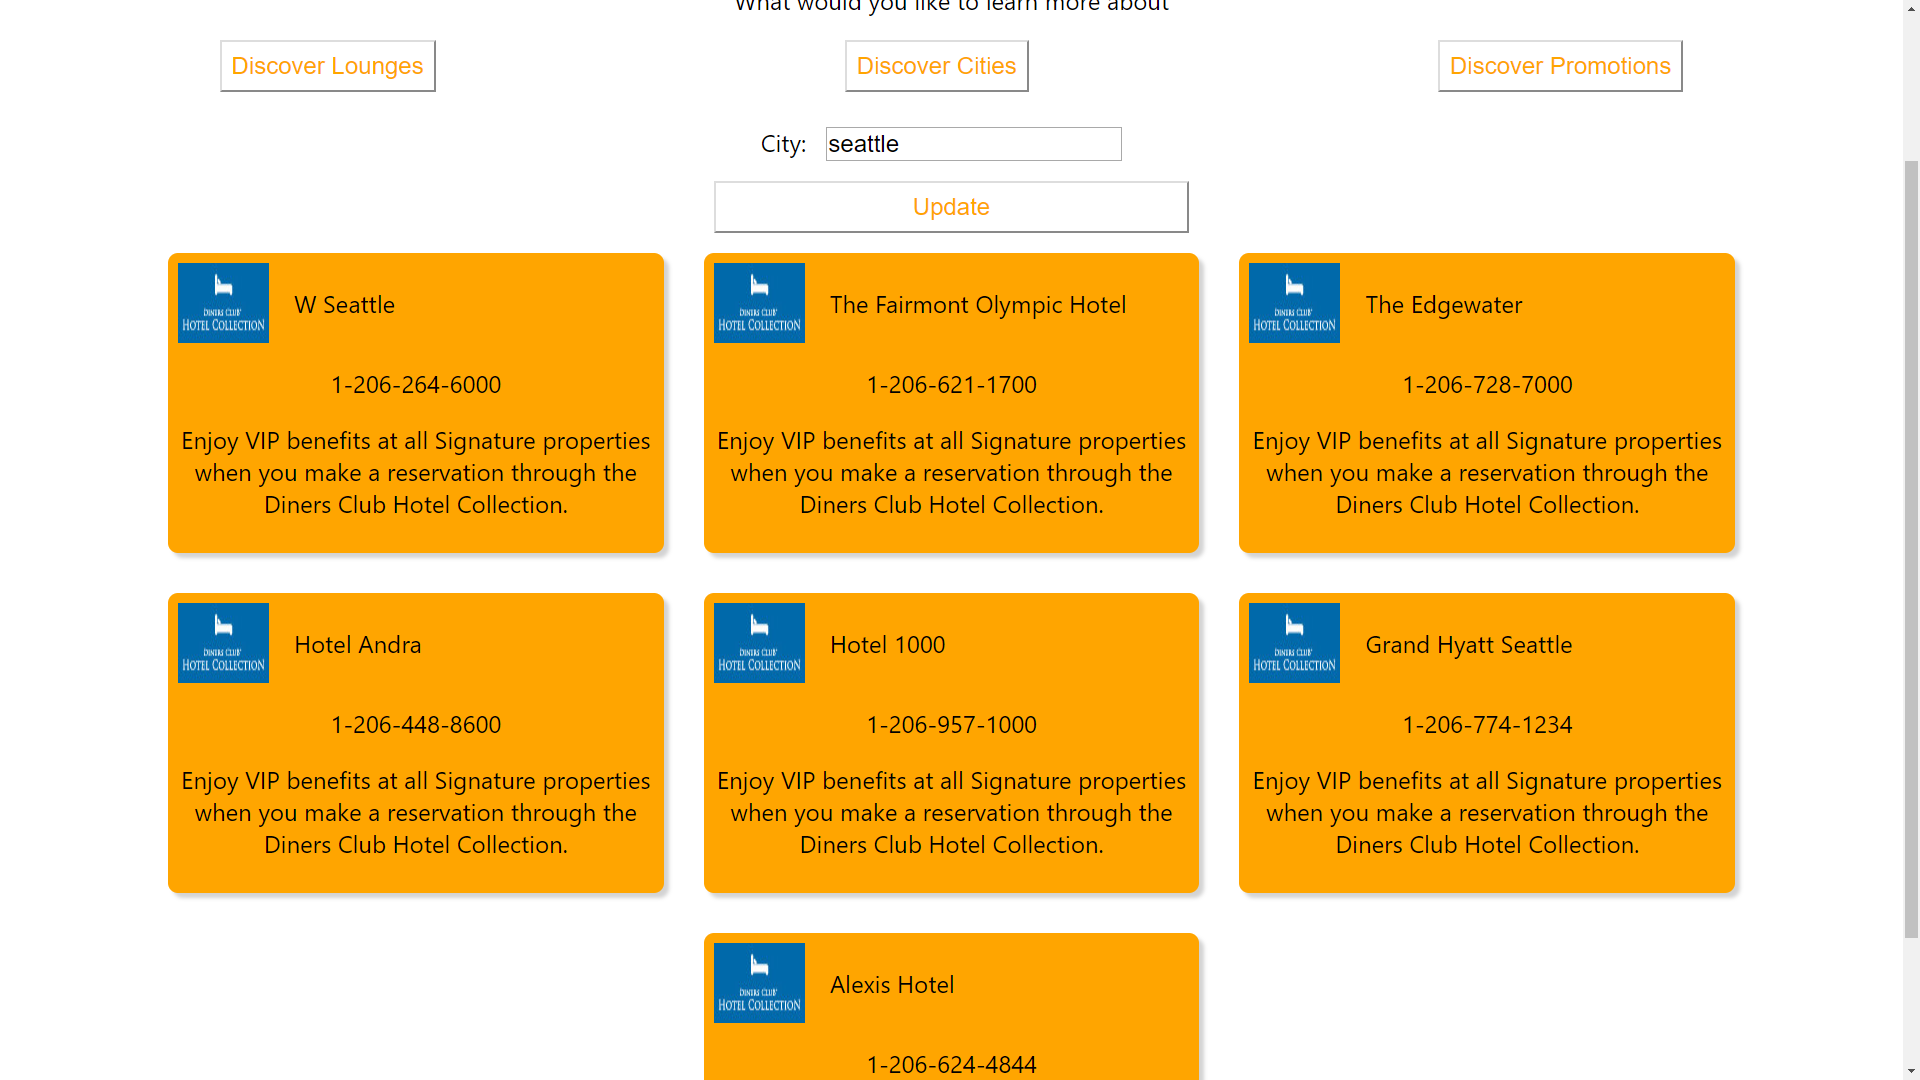 What would you like to learn more about
Discover Lounges
Discover Cities
Discover Promotions
City: seattle
Update
DINERS CLUB'
HOTEL COLLECTION
W Seattle
1-206-264-6000
Enjoy VIP benefits at all Signature properties
when you make a reservation through the
Diners Club Hotel Collection.
DINERS CLUB'
HOTEL COLLECTION
The Fairmont Olympic Hotel
1-206-621-1700
Enjoy VIP benefits at all Signature properties
when you make a reservation through the
Diners Club Hotel Collection.
DINERS CLUB'
HOTEL COLLECTION
The Edgewater
1-206-728-7000
Enjoy VIP benefits at all Signature properties
when you make a reservation through the
Diners Club Hotel Collection.
DINERS CLUB'
HOTEL COLLECTION
Hotel Andra
1-206-448-8600
Enjoy VIP benefits at all Signature properties
when you make a reservation through the
Diners Club Hotel Collection.
DINERS CLUB'
HOTEL COLLECTION
Hotel 1000
1-206-957-1000
Enjoy VIP benefits at all Signature properties
when you make a reservation through the
Diners Club Hotel Collection.
DINERS CLUB'
HOTEL COLLECTION
Grand Hyatt Seattle
1-206-774-1234
Enjoy VIP benefits at all Signature properties
when you make a reservation through the
Diners Club Hotel Collection.
DINERS CLUB'
HOTEL COLLECTION
Alexis Hotel
1-206-624-4844